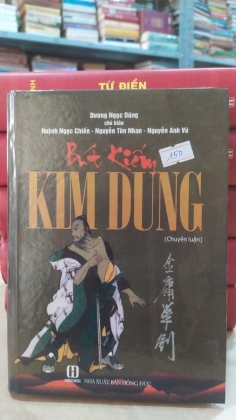 TỪ ĐIỂN
Dương Ngọc Dũng
chủ biên
Huỳnh Ngọc Chiến - Nguyễn Tôn Nhan - Nguyễn Anh Vũ
Bút Kiếm
150
KIM DUNG
(Chuyên luận)
金庸筆劍
NHÀ XUẤT BẢN HỒNG ĐỨC